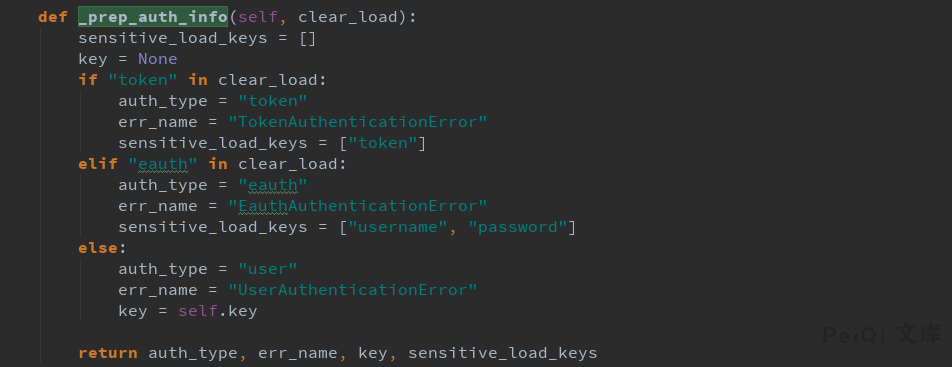 def _prep_auth_info(self, clear_load):
sensitive_load_keys = []
key = None
if "token" in clear_load:
auth_type = "token"
err_name = "TokenAuthenticationError"
sensitive_load_keys = ["token"]
elif "eauth" in clear_load:
auth_type = "eauth"
err_name = "EauthAuthenticationError"
sensitive_load_keys = ["username", "password"]
else:
auth_type = "user"
err_name = "UserAuthenticationError"
key = self.key
return auth_type, err_name, key, sensitive_load_keys
PeiQi 文库